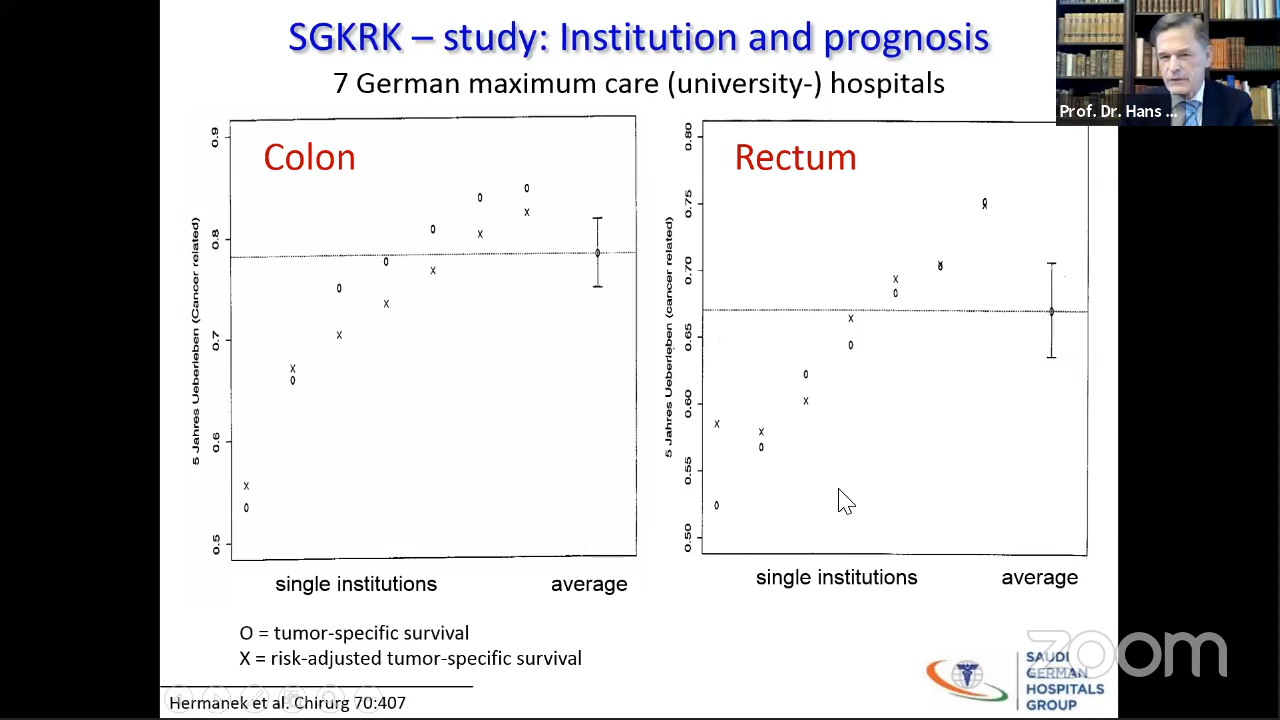 SGKRK – study: Institution and prognosis
7 German maximum care (university-) hospitals
Prof. Dr. Hans ...
Colon
0.9
0.8
0.7
0.6
0.5
5 Jahres Ueberleben (Cancer related)
single institutions
average
Rectum
0.80
0.75
0.70
0.65
0.60
0.55
0.50
5 Jahres Ueberleben (cancer related)
single institutions
average
O = tumor-specific survival
X = risk-adjusted tumor-specific survival
Hermanek et al. Chirurg 70:407
SAUDI
GERMAN
HOSPITALS
GROUP
zoom